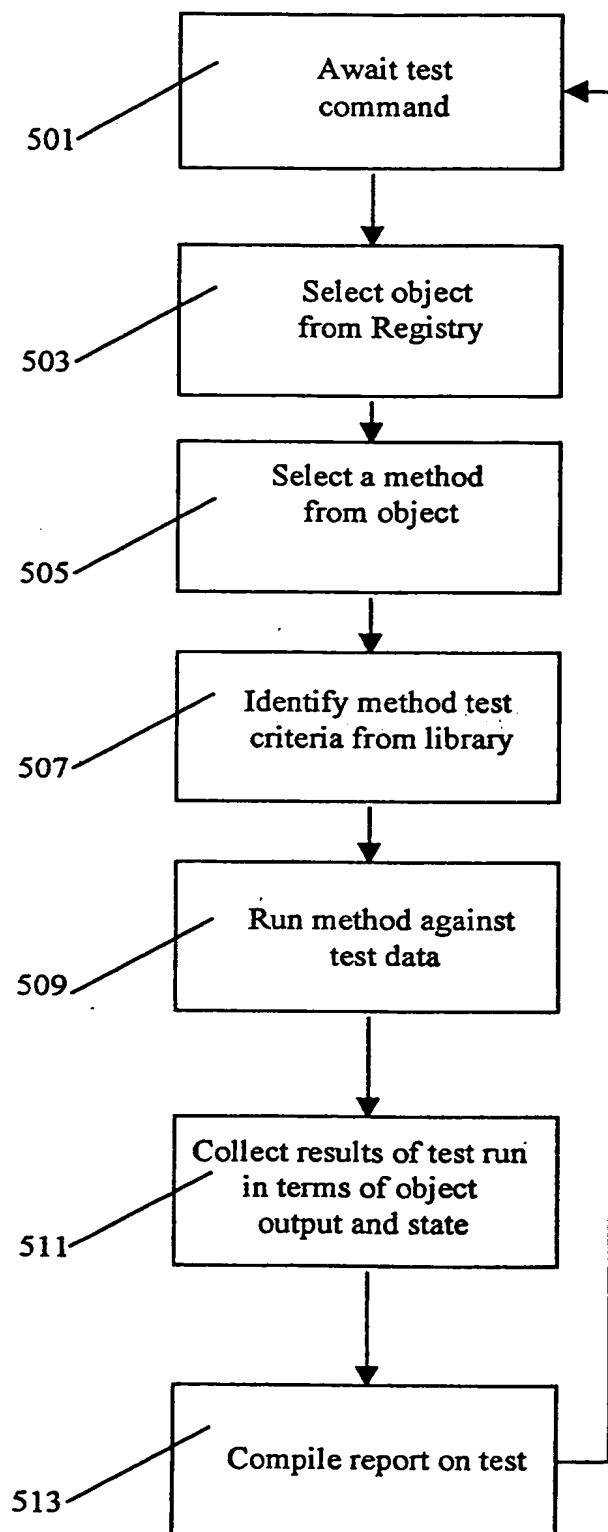 Await test
command
501
Select object
from Registry
503
Select a method
from object
505
Identify method test
criteria from library
507
Run method against
test data
509
Collect results of test run
in terms of object
output and state
511
Compile report on test
513